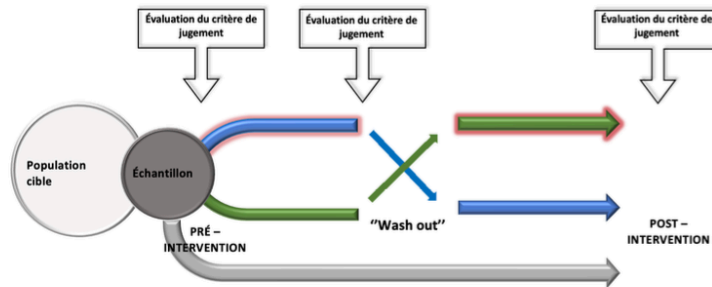 Évaluation du critère de
jugement
Évaluation du critère de
jugement
Évaluation du critère de
jugement
Population
cible
Échantillon
PRÉ –
INTERVENTION
"Wash out"
POST –
INTERVENTION